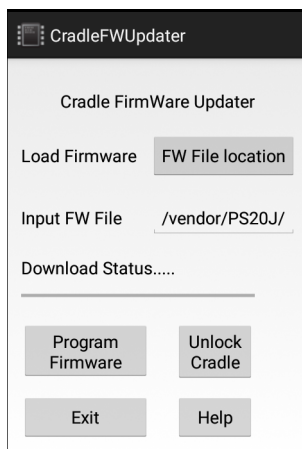 CradleFWUpdater
Cradle FirmWare Updater
Load Firmware FW File location
Input FW File /vendor/PS20J/
Download Status.....
Program Firmware
Unlock Cradle
Exit Help